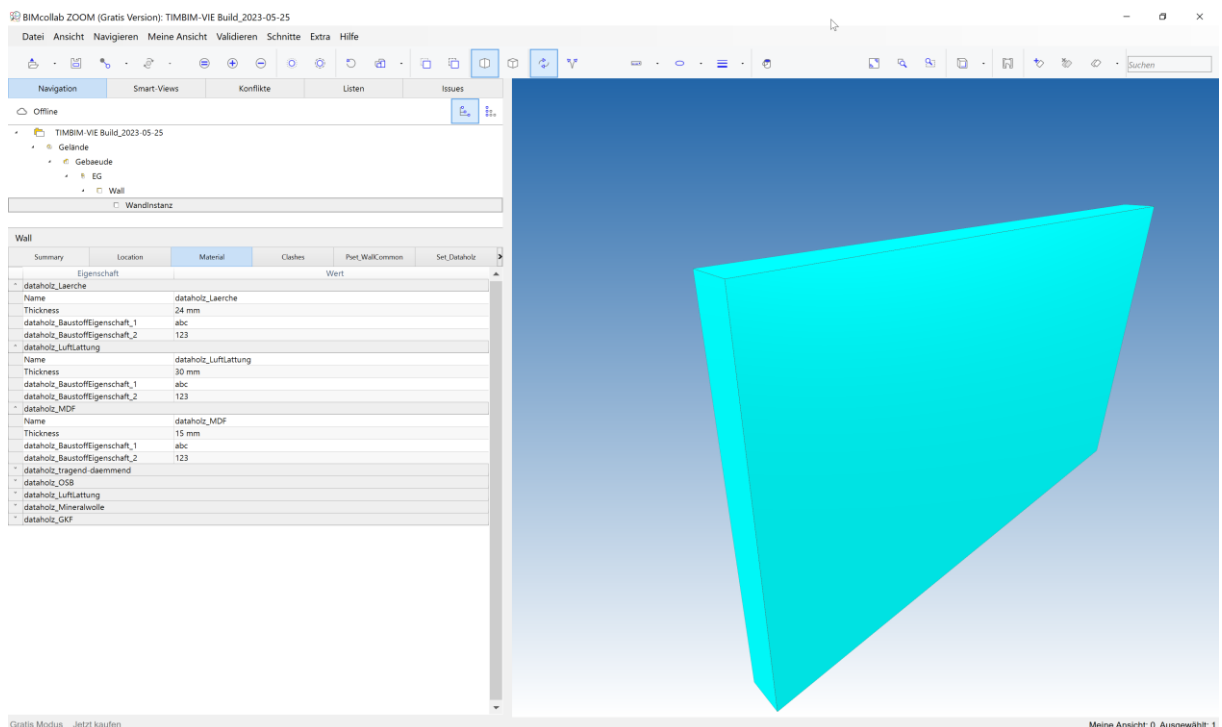 BIMcollab ZOOM (Gratis Version): TIMBIM-VIE Build_2023-05-25
Datei Ansicht Navigieren Meine Ansicht Validieren Schnitte Extra Hilfe
Suchen
Navigation Smart-Views Konflikte Listen Issues
Offline
TIMBIM-VIE Build_2023-05-25
Gelände
Gebaeude
EG
Wall
WandInstanz
Wall
Summary Location Material Clashes Pset_WallCommon Set_Dataholz
Eigenschaft Wert
dataholz_Laerche
Name dataholz_Laerche
Thickness 24 mm
dataholz_BaustoffEigenschaft_1 abc
dataholz_BaustoffEigenschaft_2 123
dataholz_LuftLattung
Name dataholz_LuftLattung
Thickness 30 mm
dataholz_BaustoffEigenschaft_1 abc
dataholz_BaustoffEigenschaft_2 123
dataholz_MDF
Name dataholz_MDF
Thickness 15 mm
dataholz_BaustoffEigenschaft_1 abc
dataholz_BaustoffEigenschaft_2 123
dataholz_tragend-daemmend
dataholz_OSB
dataholz_LuftLattung
dataholz_Mineralwolle
dataholz_GKF
Gratis Modus Jetzt kaufen Meine Ansicht: 0, Ausgewählt: 1